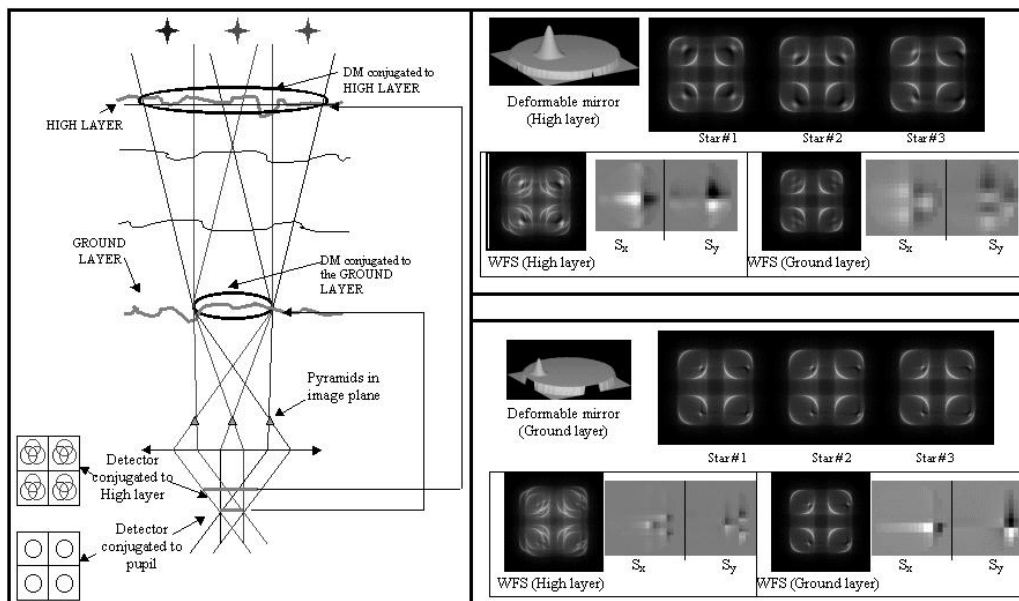 DM conjugated to
HIGH LAYER
HIGH LAYER
GROUND
LAYER
DM conjugated to
the GROUND
LAYER
Pyramids in
image plane
Detector
conjugated to
High layer
Detector
conjugated to
pupil
Deformable mirror
(High layer)
Star#1 Star#2 Star#3
Sx Sy Sx Sy
WFS (High layer) WFS (Ground layer)
Deformable mirror
(Ground layer)
Star#1 Star#2 Star#3
Sx Sy Sx Sy
WFS (High layer) WFS (Ground layer)